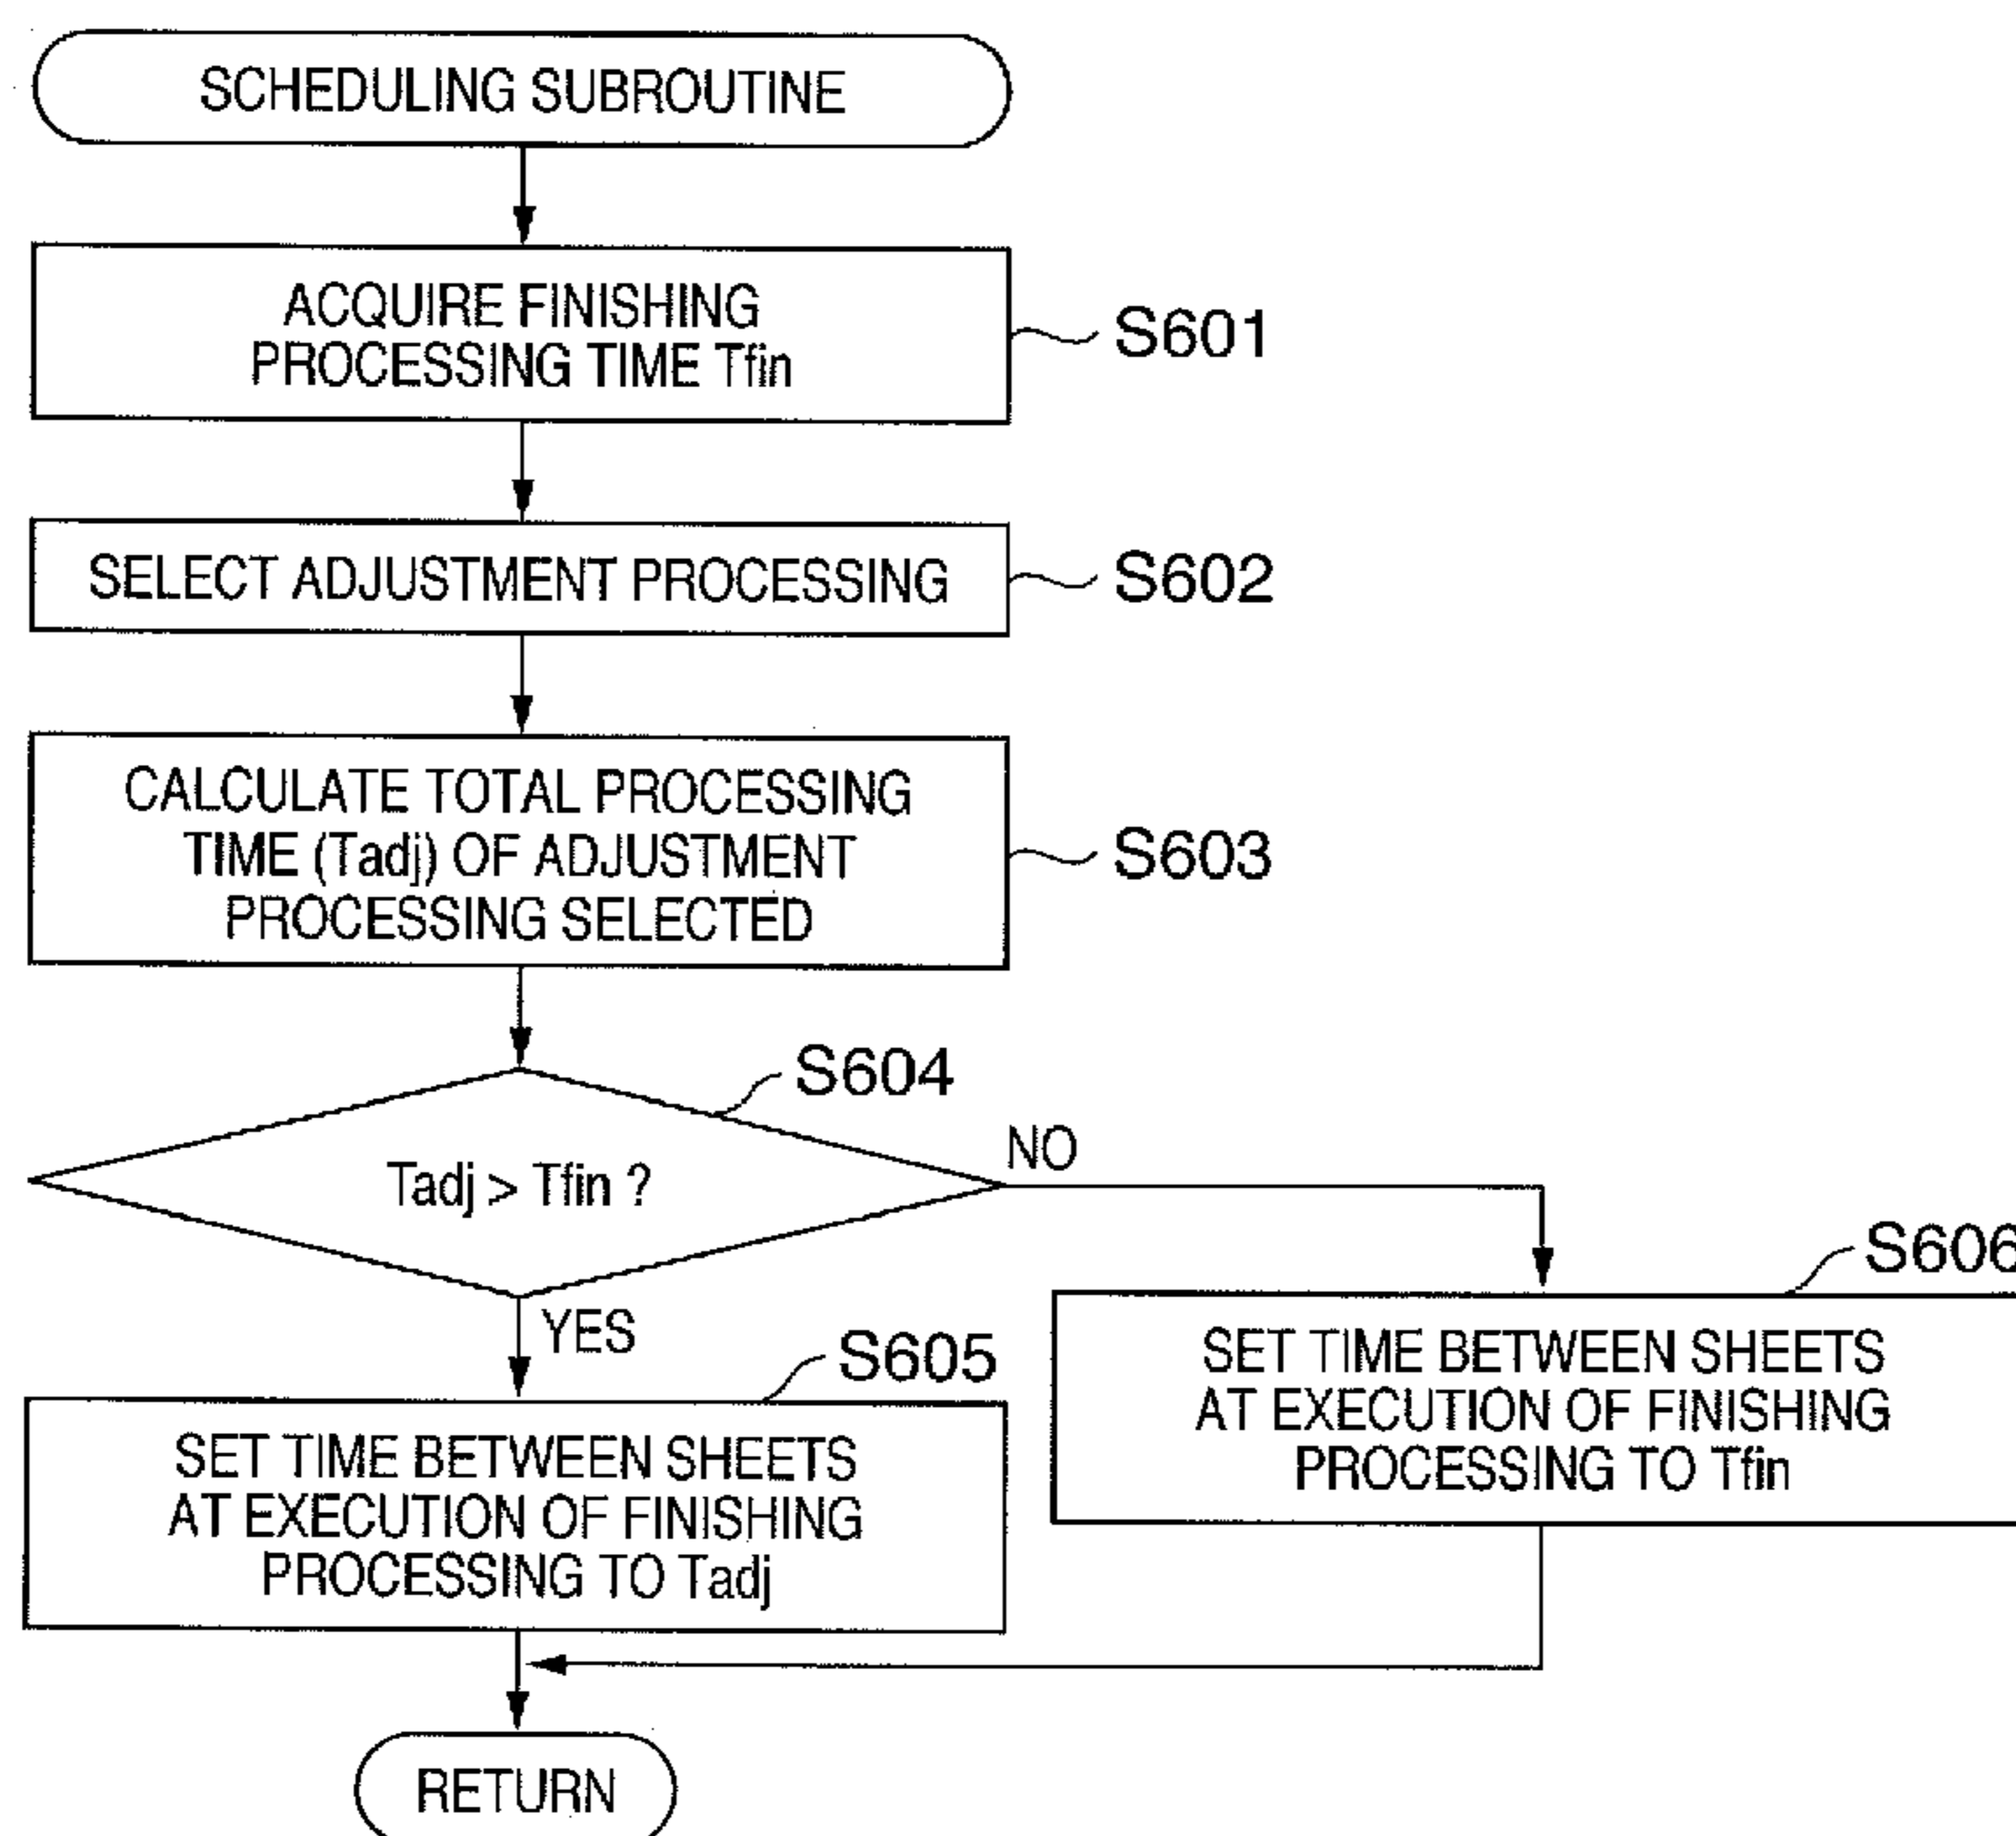 SCHEDULING SUBROUTINE
ACQUIRE FINISHING
PROCESSING TIME Tfin
S601
SELECT ADJUSTMENT PROCESSING
S602
CALCULATE TOTAL PROCESSING
TIME (Tadj) OF ADJUSTMENT
PROCESSING SELECTED
S603
S604
Tadj > Tfin ?
NO
YES
S605
SET TIME BETWEEN SHEETS
AT EXECUTION OF FINISHING
PROCESSING TO Tadj
S606
SET TIME BETWEEN SHEETS
AT EXECUTION OF FINISHING
PROCESSING TO Tfin
RETURN